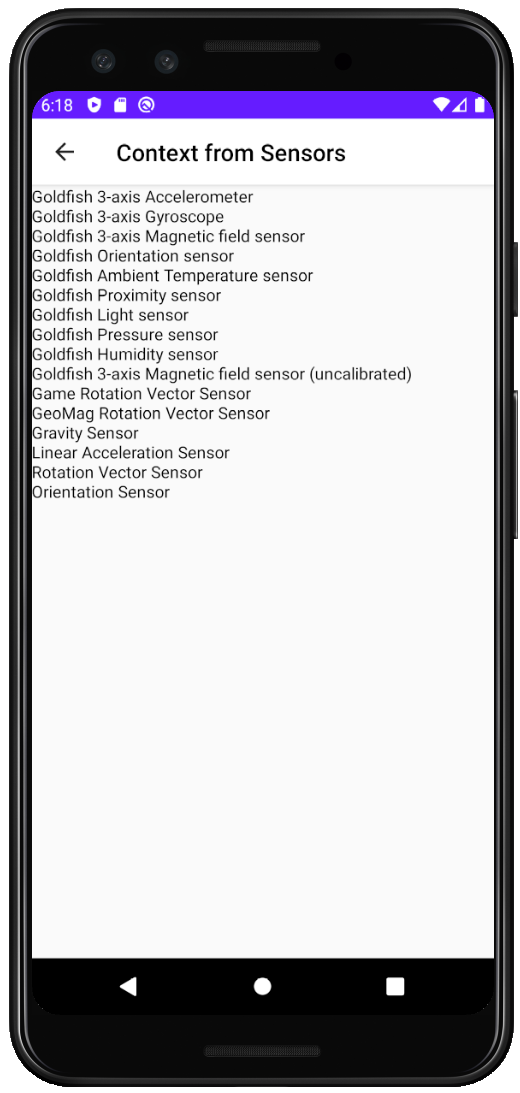 6:18
Context from Sensors
Goldfish 3-axis Accelerometer
Goldfish 3-axis Gyroscope
Goldfish 3-axis Magnetic field sensor
Goldfish Orientation sensor
Goldfish Ambient Temperature sensor
Goldfish Proximity sensor
Goldfish Light sensor
Goldfish Pressure sensor
Goldfish Humidity sensor
Goldfish 3-axis Magnetic field sensor (uncalibrated)
Game Rotation Vector Sensor
GeoMag Rotation Vector Sensor
Gravity Sensor
Linear Acceleration Sensor
Rotation Vector Sensor
Orientation Sensor